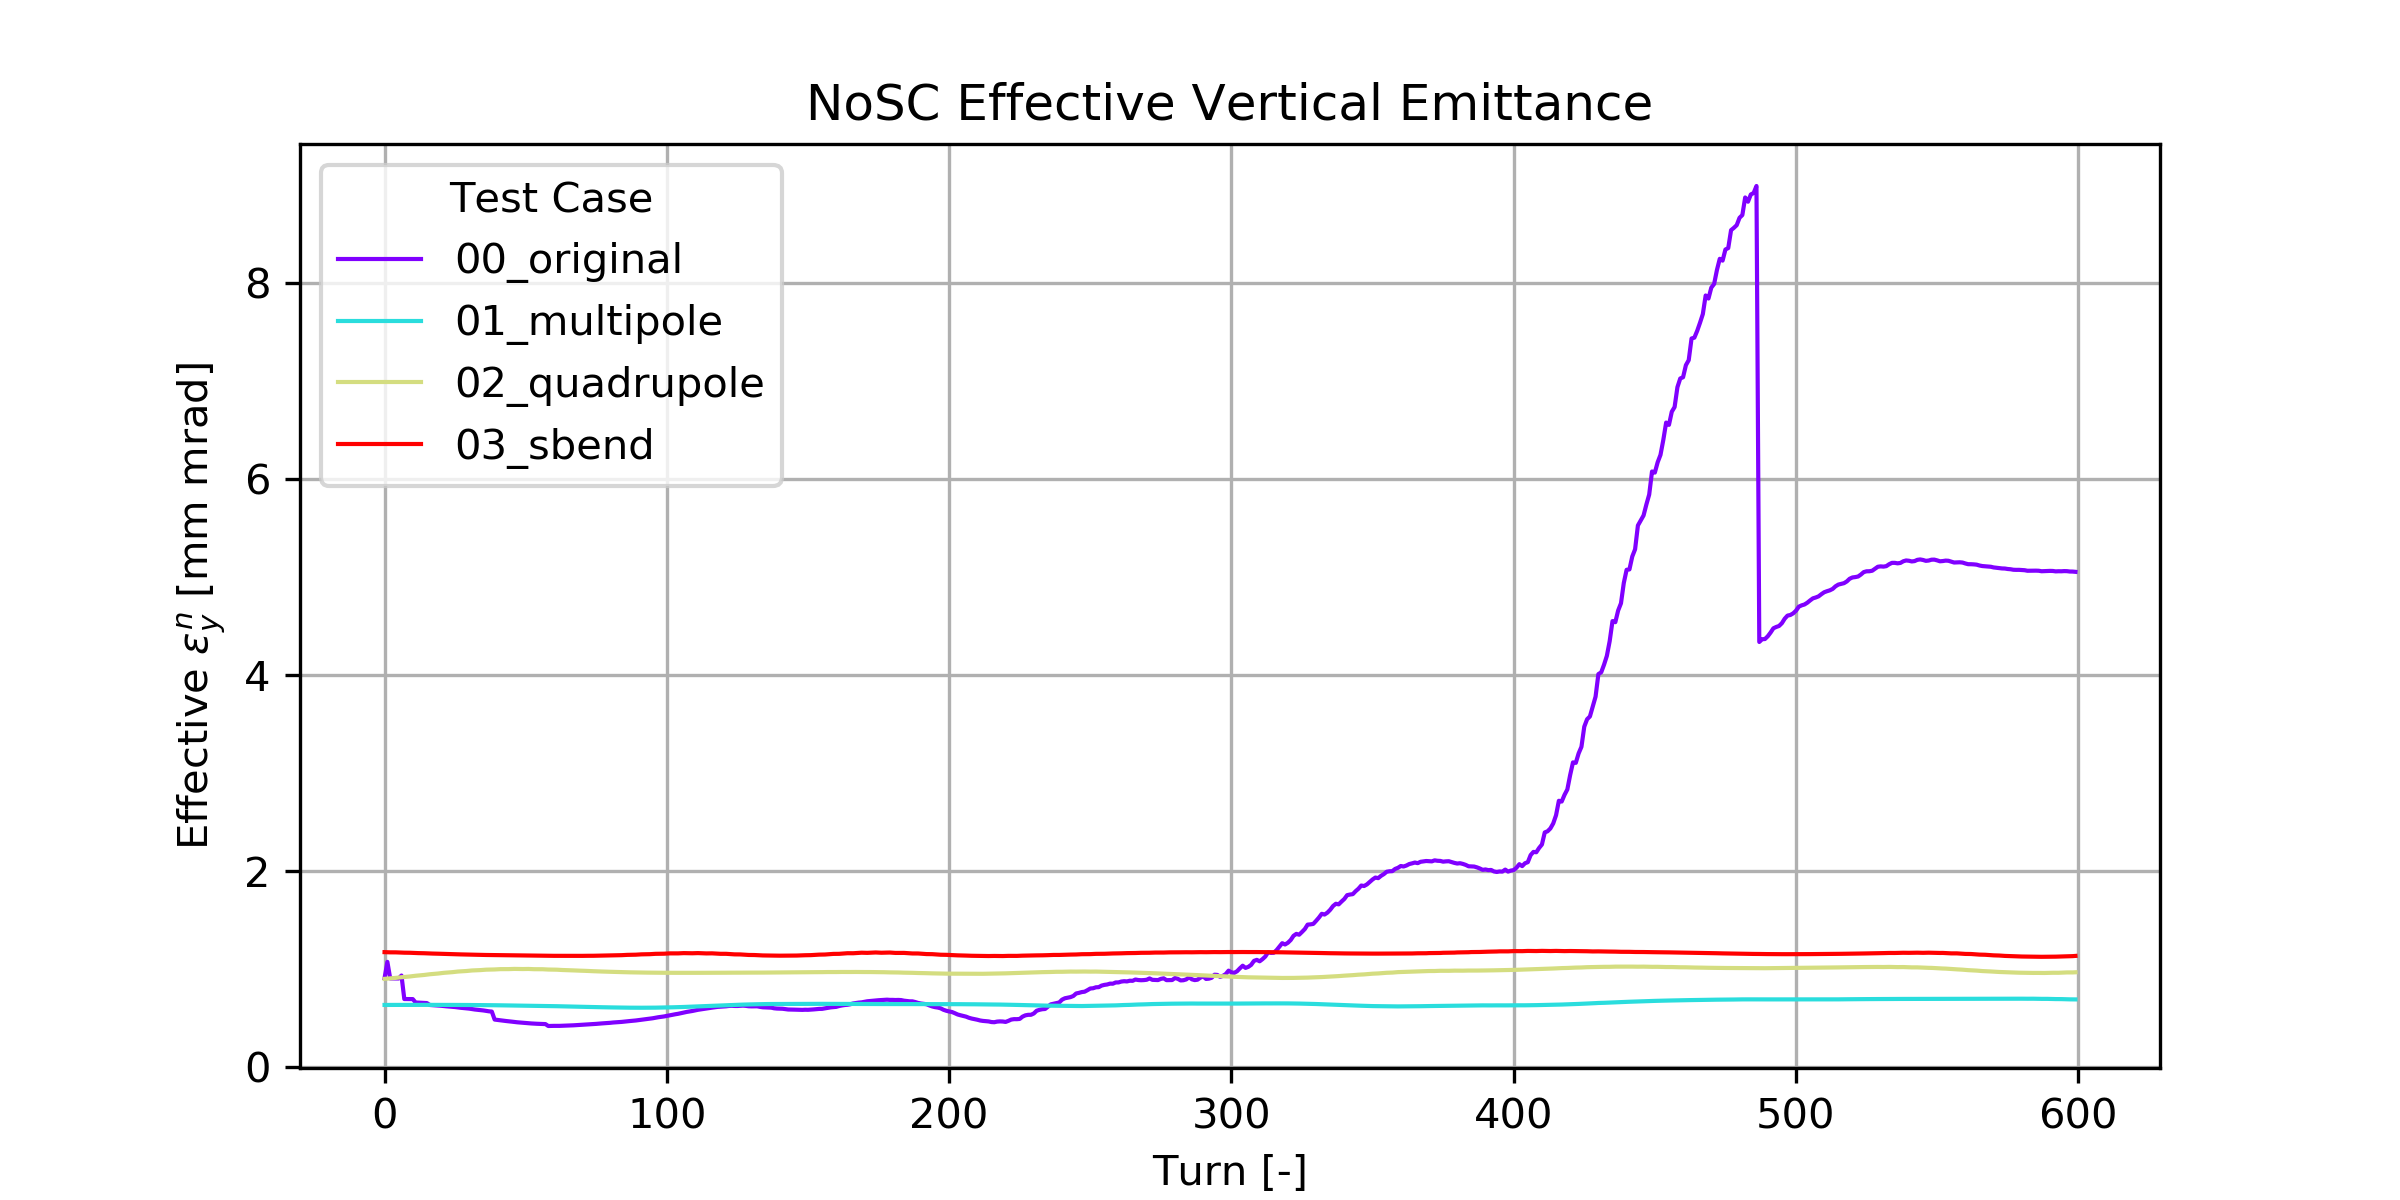 NoSC Effective Vertical Emittance
Test Case
00_original
01_multipole
02_quadrupole
03_sbend
8
6
4
2
0
Effective εⁿᵧ [mm mrad]
0 100 200 300 400 500 600
Turn [-]